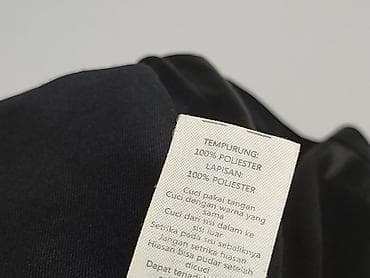 TEMPURUNG:
100% POLIESTER
LAPISAN:
100% POLIESTER
Cuci pakai tangan
Cuci dengan warna yang
sama
Cuci dari sisi dalam ke
sisi luar
Setrika pada sisi sebaliknya
Jangan setrika hiasan
Hiasan bisa pudar setelah
dicuci
Dapat terjadi